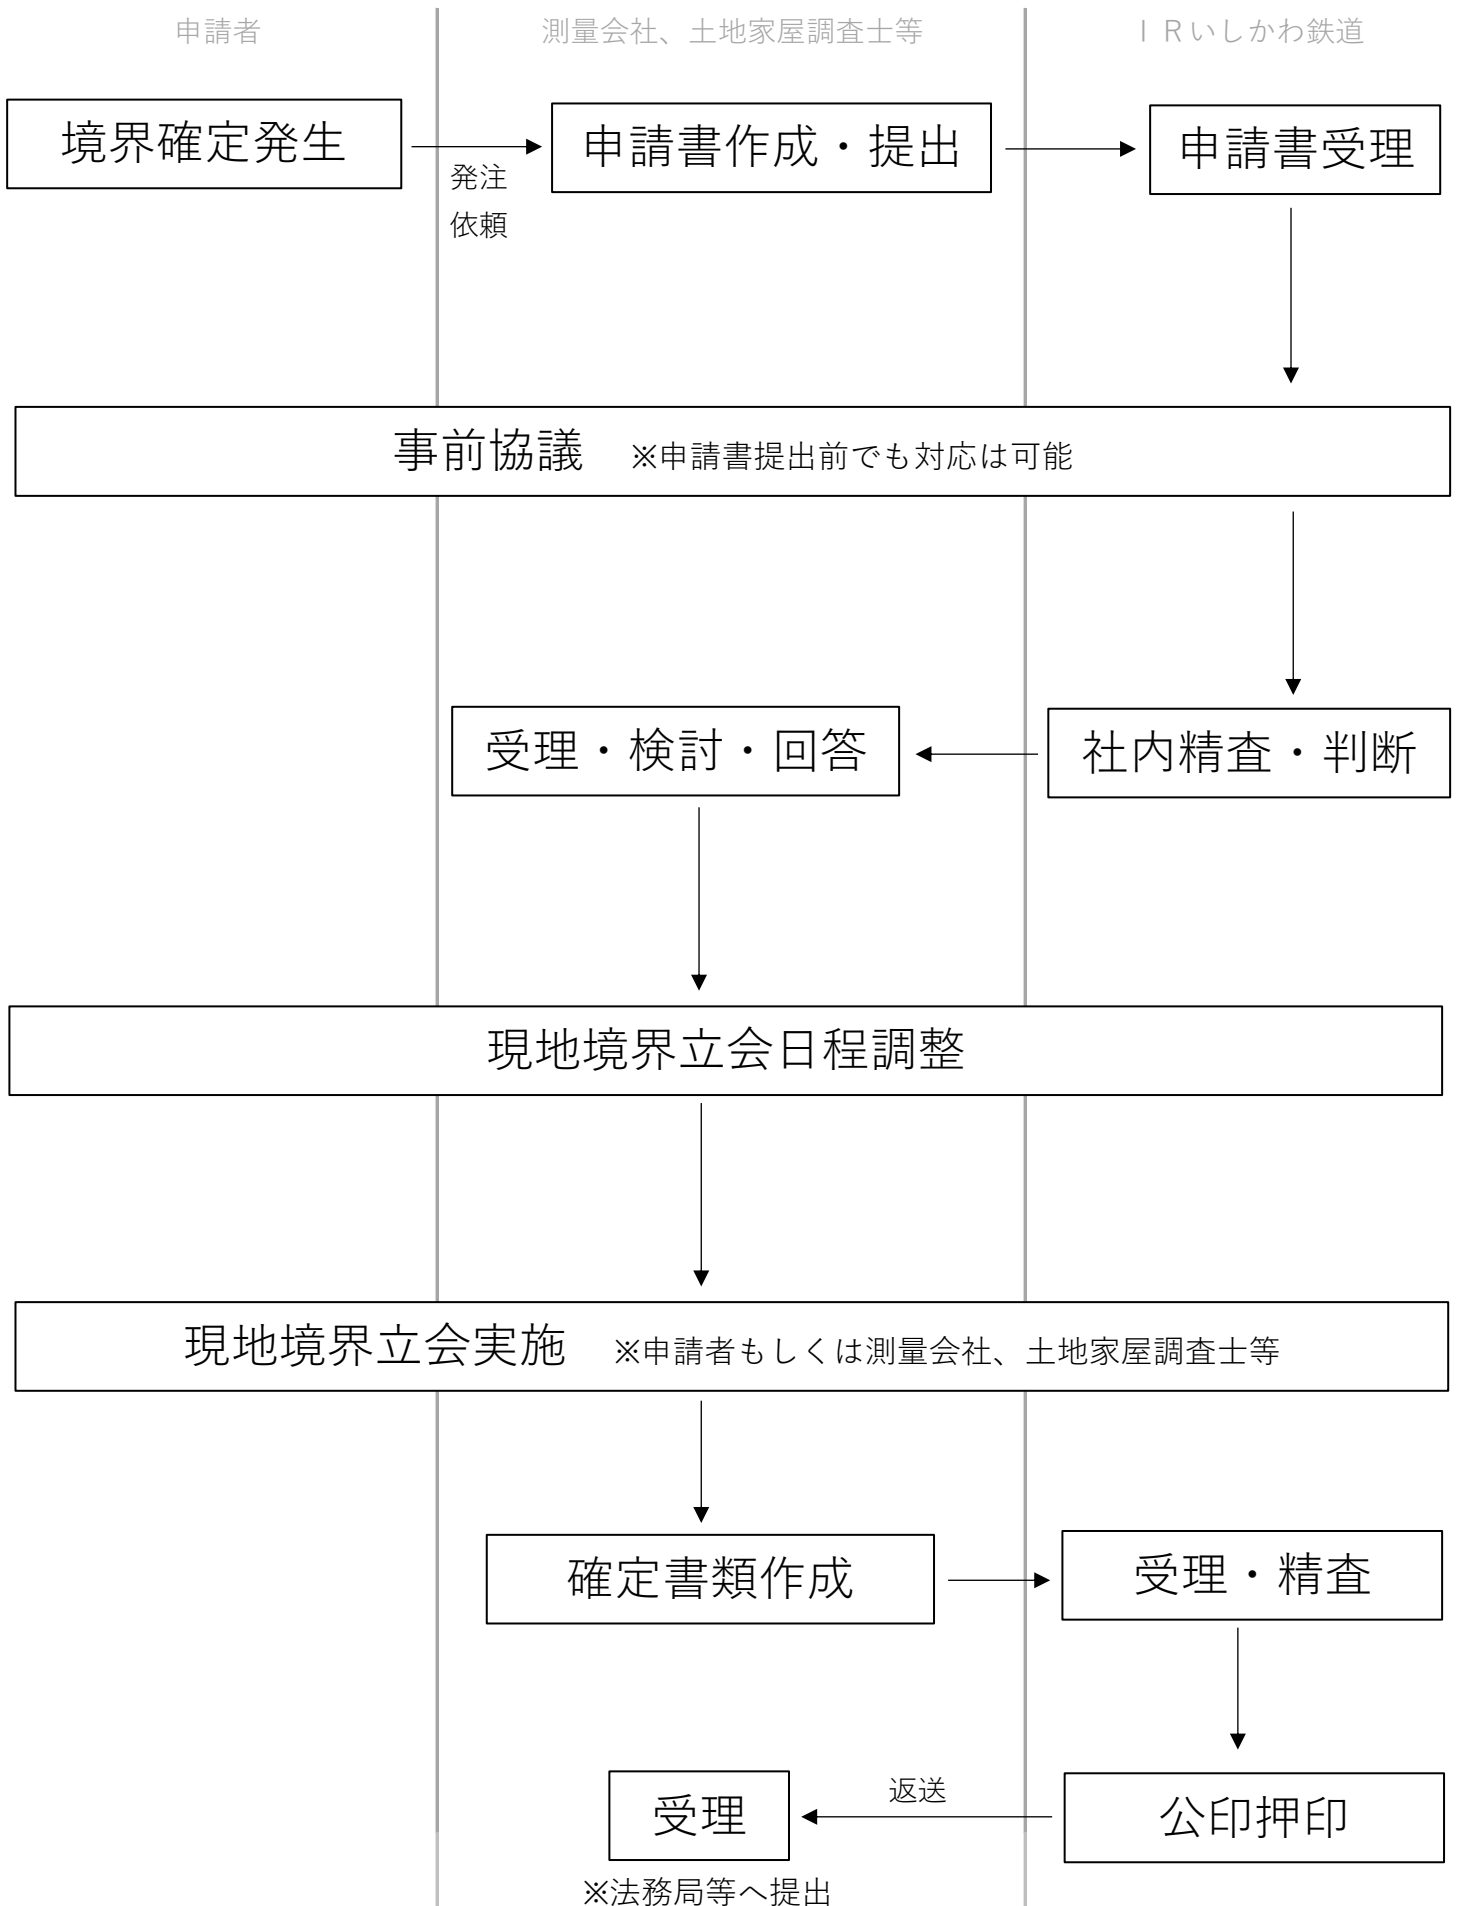 申請者
測量会社、土地家屋調査士等
ＩＲいしかわ鉄道
境界確定発生
発注
依頼
申請書作成・提出
申請書受理
事前協議　※申請書提出前でも対応は可能
受理・検討・回答
社内精査・判断
現地境界立会日程調整
現地境界立会実施　※申請者もしくは測量会社、土地家屋調査士等
確定書類作成
受理・精査
受理
返送
公印押印
※法務局等へ提出